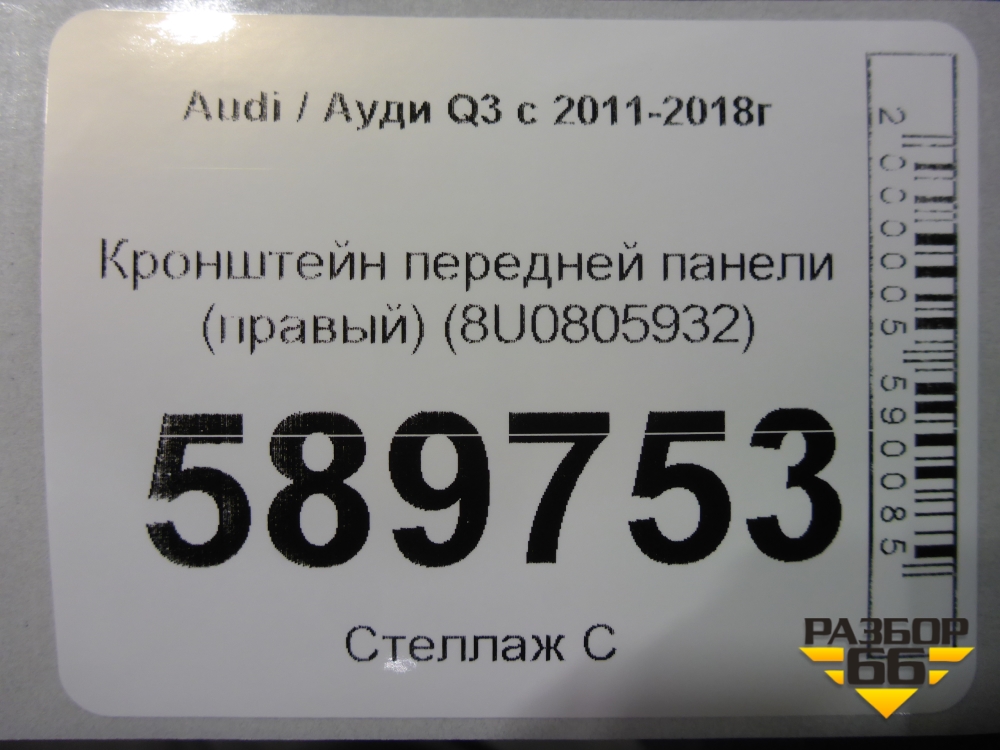 Audi / Ауди Q3 с 2011-2018г
Кронштейн передней панели
(правый) (8U0805932)
589753
Стеллаж С
2000005590085
РАЗБОР
66